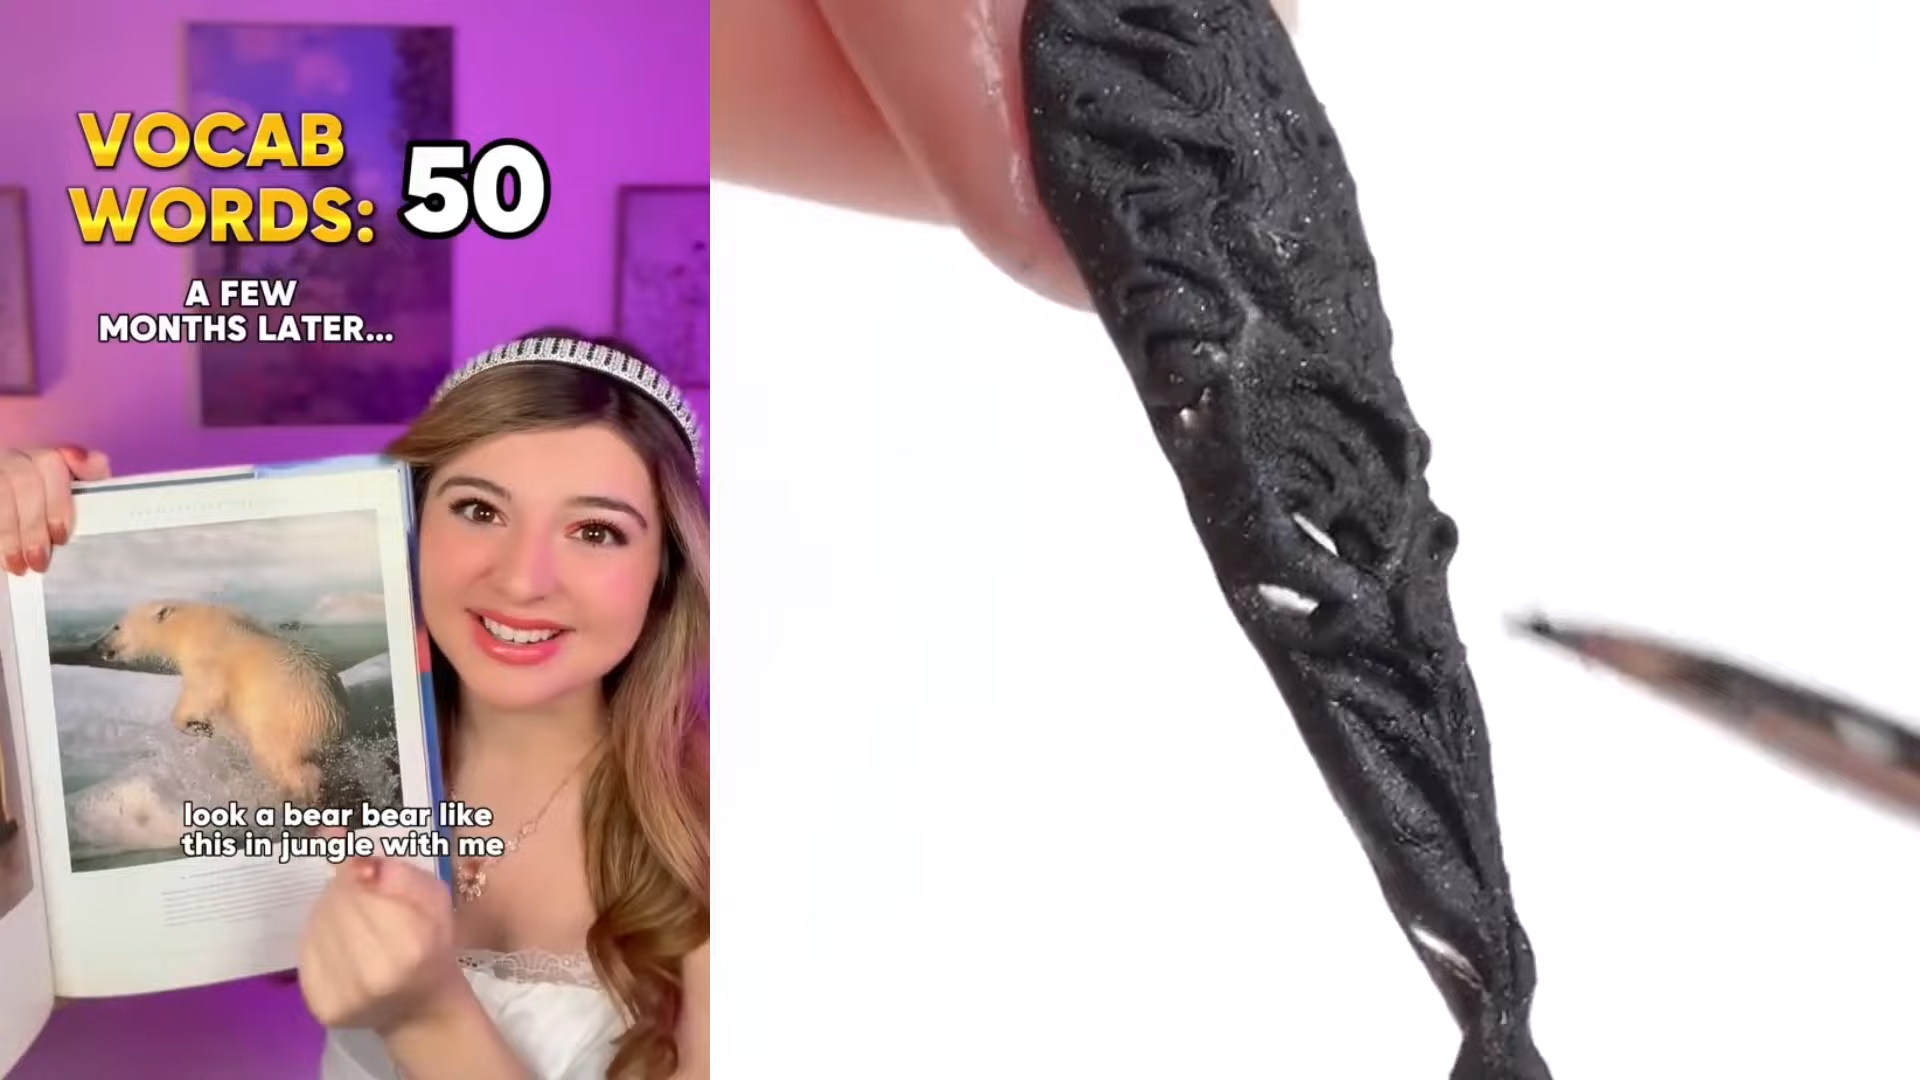 VOCAB
WORDS: 50
A FEW
MONTHS LATER...
look a bear bear like
this in jungle with me